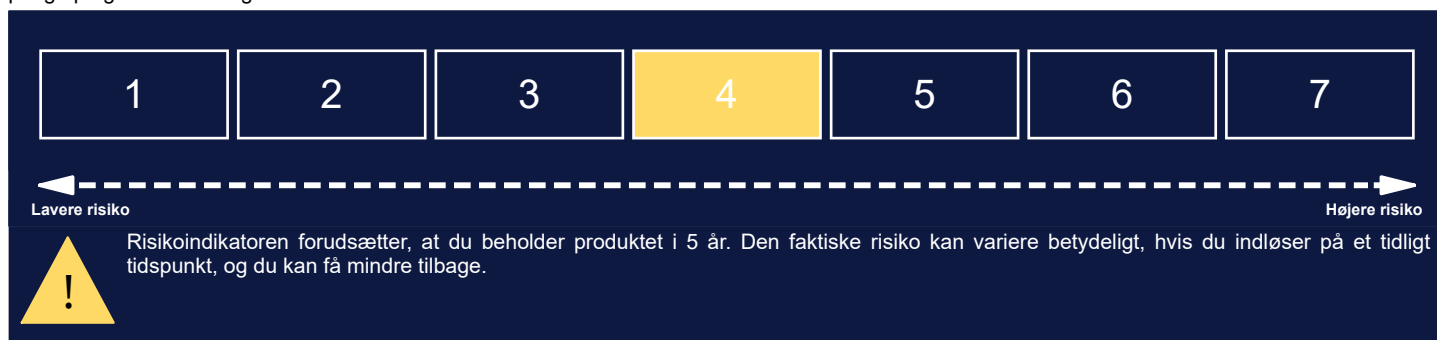 1 2 3 4 5 6 7
Lavere risiko Højere risiko
Risikoindikatoren forudsætter, at du beholder produktet i 5 år. Den faktiske risiko kan variere betydeligt, hvis du indløser på et tidligt
tidspunkt, og du kan få mindre tilbage.
!